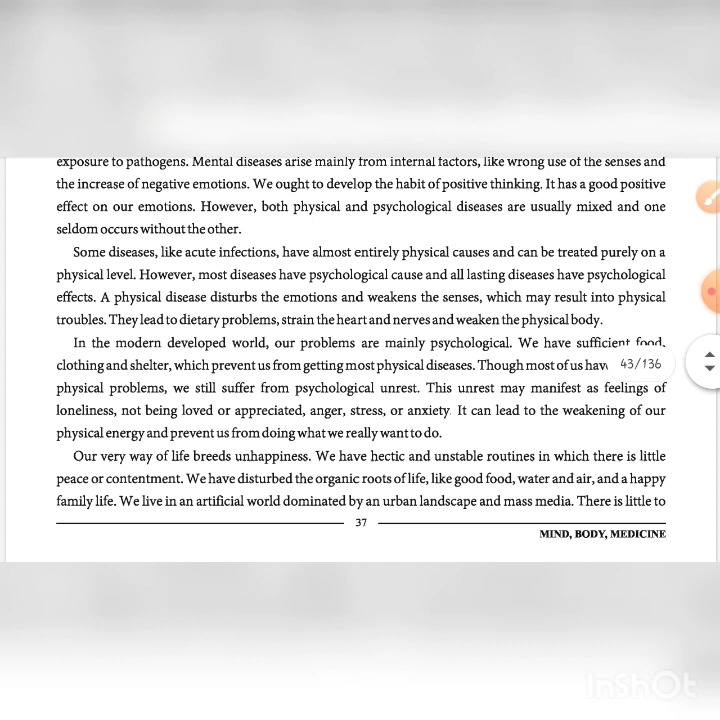 exposure to pathogens. Mental diseases arise mainly from internal factors, like wrong use of the senses and
the increase of negative emotions. We ought to develop the habit of positive thinking. It has a good positive
effect on our emotions. However, both physical and psychological diseases are usually mixed and one
seldom occurs without the other.
Some diseases, like acute infections, have almost entirely physical causes and can be treated purely on a
physical level. However, most diseases have psychological cause and all lasting diseases have psychological
effects. A physical disease disturbs the emotions and weakens the senses, which may result into physical
troubles. They lead to dietary problems, strain the heart and nerves and weaken the physical body.
In the modern developed world, our problems are mainly psychological. We have sufficient food,
clothing and shelter, which prevent us from getting most physical diseases. Though most of us hav 43/136
physical problems, we still suffer from psychological unrest. This unrest may manifest as feelings of
loneliness, not being loved or appreciated, anger, stress, or anxiety. It can lead to the weakening of our
physical energy and prevent us from doing what we really want to do.
Our very way of life breeds unhappiness. We have hectic and unstable routines in which there is little
peace or contentment. We have disturbed the organic roots of life, like good food, water and air, and a happy
family life. We live in an artificial world dominated by an urban landscape and mass media. There is little to
37
MIND, BODY, MEDICINE
InShOt